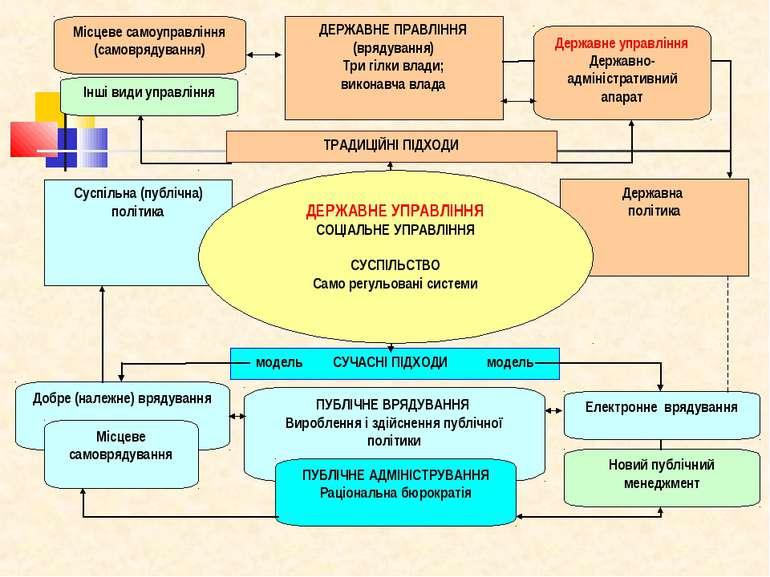 Місцеве самоуправління
(самоврядування)
ДЕРЖАВНЕ ПРАВЛІННЯ
(врядування)
Три гілки влади;
виконавча влада
Державне управління
Державно-
адміністративний
апарат
Інші види управління
ТРАДИЦІЙНІ ПІДХОДИ
Суспільна (публічна)
політика
ДЕРЖАВНЕ УПРАВЛІННЯ
СОЦІАЛЬНЕ УПРАВЛІННЯ
СУСПІЛЬСТВО
Само регульовані системи
Державна
політика
модель СУЧАСНІ ПІДХОДИ модель
Добре (належне) врядування
Місцеве
самоврядування
ПУБЛІЧНЕ ВРЯДУВАННЯ
Вироблення і здійснення публічної
політики
ПУБЛІЧНЕ АДМІНІСТРУВАННЯ
Раціональна бюрократія
Електронне врядування
Новий публічний
менеджмент